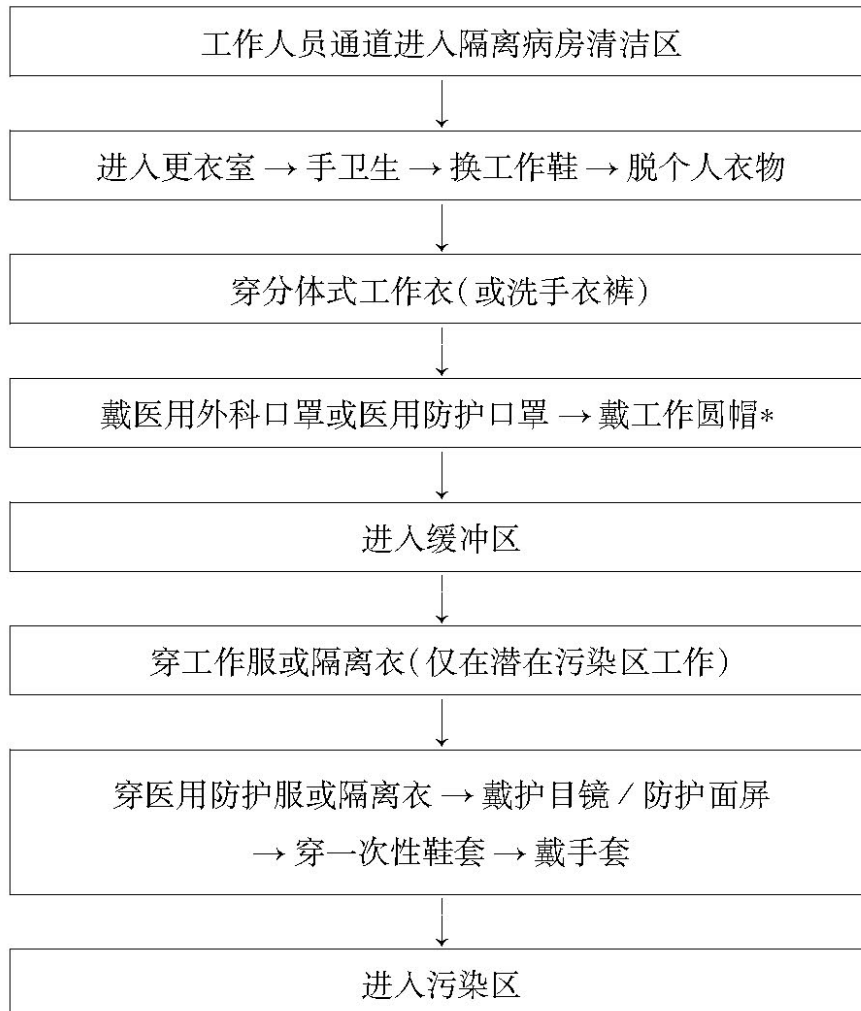 工作人员通道进入隔离病房清洁区
进入更衣室 → 手卫生 → 换工作鞋 → 脱个人衣物
穿分体式工作衣(或洗手衣裤)
戴医用外科口罩或医用防护口罩 → 戴工作圆帽*
进入缓冲区
穿工作服或隔离衣(仅在潜在污染区工作)
穿医用防护服或隔离衣 → 戴护目镜 / 防护面屏
→ 穿一次性鞋套 → 戴手套
进入污染区